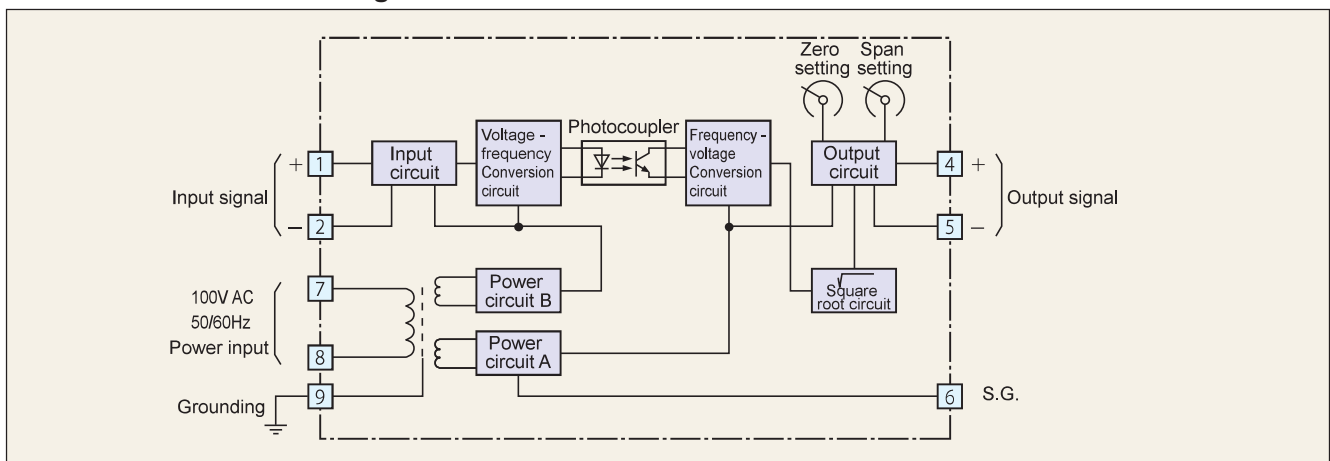 Zero Span
setting setting
Voltage -
frequency
Conversion
circuit
Photocoupler
Frequency -
voltage
Conversion
circuit
Input
circuit
Output
circuit
+ 1
Input signal
− 2
4 +
Output signal
5 −
7
100V AC
50/60Hz
Power input
8
Power
circuit B
Power
circuit A
√
Square
root circuit
9
Grounding
6 S.G.